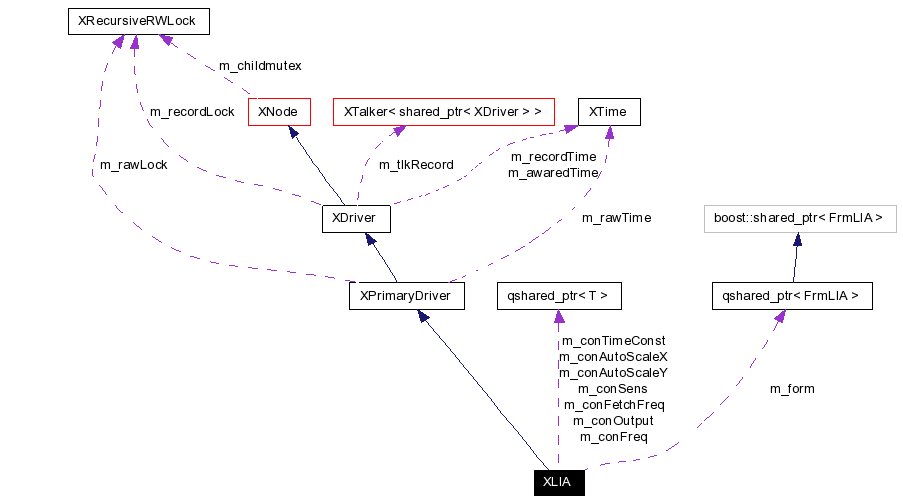 XRecursiveRWLock
m_childmutex
XNode
XTalker< shared_ptr< XDriver > >
XTime
m_recordLock
m_rawLock
m_tlkRecord
m_recordTime
m_awaredTime
XDriver
m_rawTime
boost::shared_ptr< FrmLIA >
XPrimaryDriver
qshared_ptr< T >
qshared_ptr< FrmLIA >
m_conTimeConst
m_conAutoScaleX
m_conAutoScaleY
m_conSens
m_conFetchFreq
m_conOutput
m_conFreq
m_form
XLIA